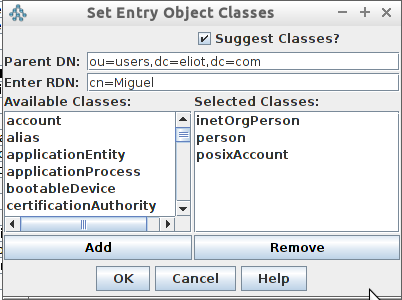 Set Entry Object Classes
Suggest Classes?
Parent DN: ou=users,dc=eliot,dc=com
Enter RDN: cn=Miguel
Available Classes: Selected Classes:
account inetOrgPerson
alias person
applicationEntity posixAccount
applicationProcess
bootableDevice
certificationAuthority
Add Remove
OK Cancel Help